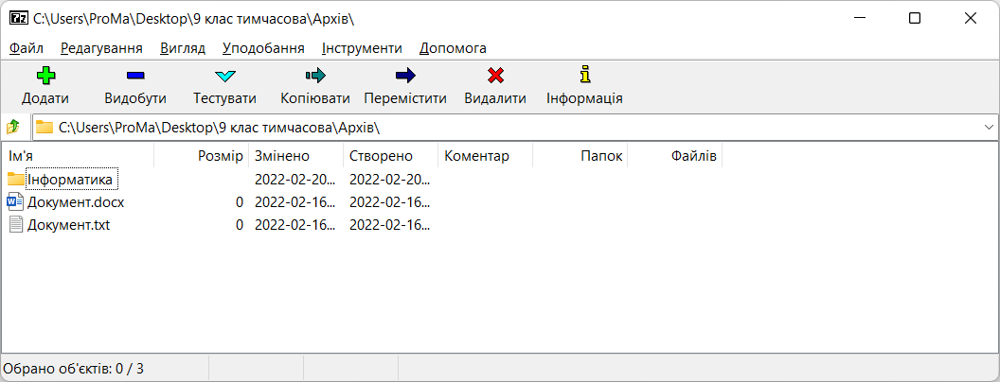 7z C:\Users\ProMa\Desktop\9 клас тимчасова\Архів\
Файл Редагування Вигляд Уподобання Інструменти Допомога
Додати Видобути Тестувати Копіювати Перемістити Видалити Інформація
C:\Users\ProMa\Desktop\9 клас тимчасова\Архів\
Ім'я Розмір Змінено Створено Коментар Папок Файлів
Інформатика 2022-02-20... 2022-02-20...
Документ.docx 0 2022-02-16... 2022-02-16...
Документ.txt 0 2022-02-16... 2022-02-16...
Обрано об'єктів: 0 / 3